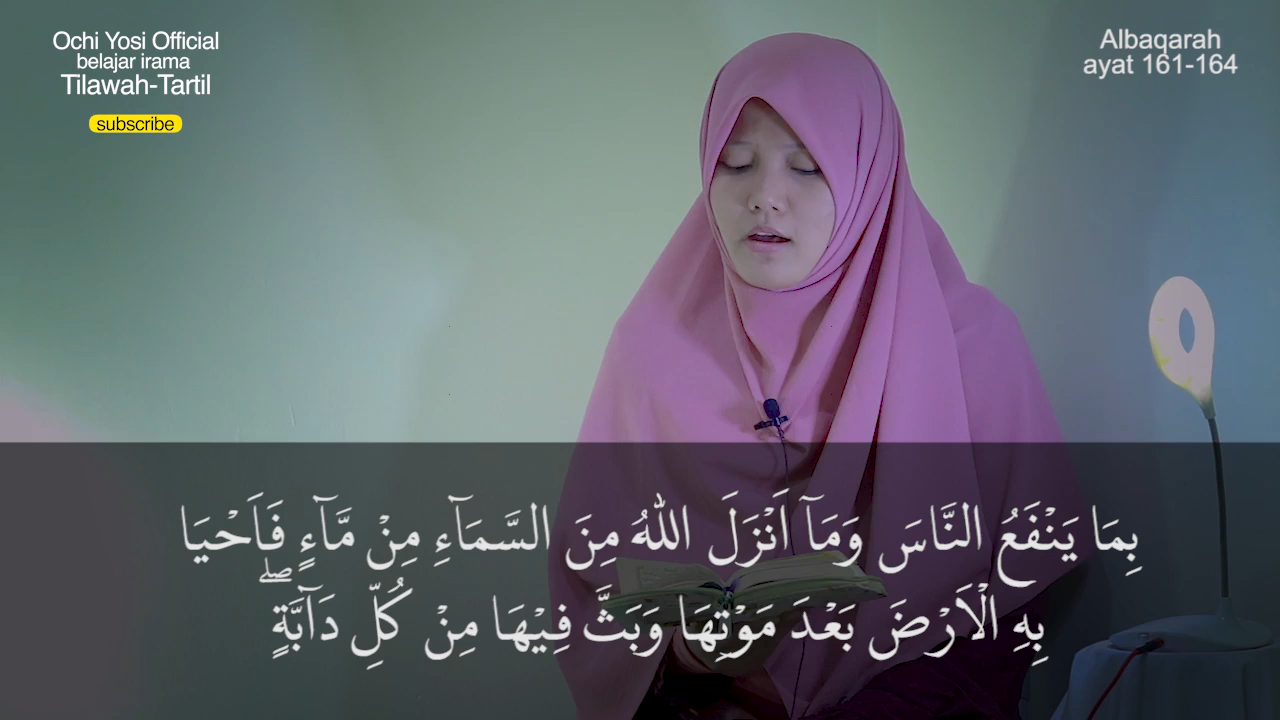 Ochi Yosi Official
belajar irama
Tilawah-Tartil
subscribe
Albaqarah
ayat 161-164
بِمَا يَنْفَعُ النَّاسَ وَمَآ اَنْزَلَ اللهُ مِنَ السَّمَآءِ مِنْ مَّآءٍ فَاَحْيَا
بِهِ الْاَرْضَ بَعْدَ مَوْتِهَا وَبَثَّ فِيْهَا مِنْ كُلِّ دَآبَّةٍۖ